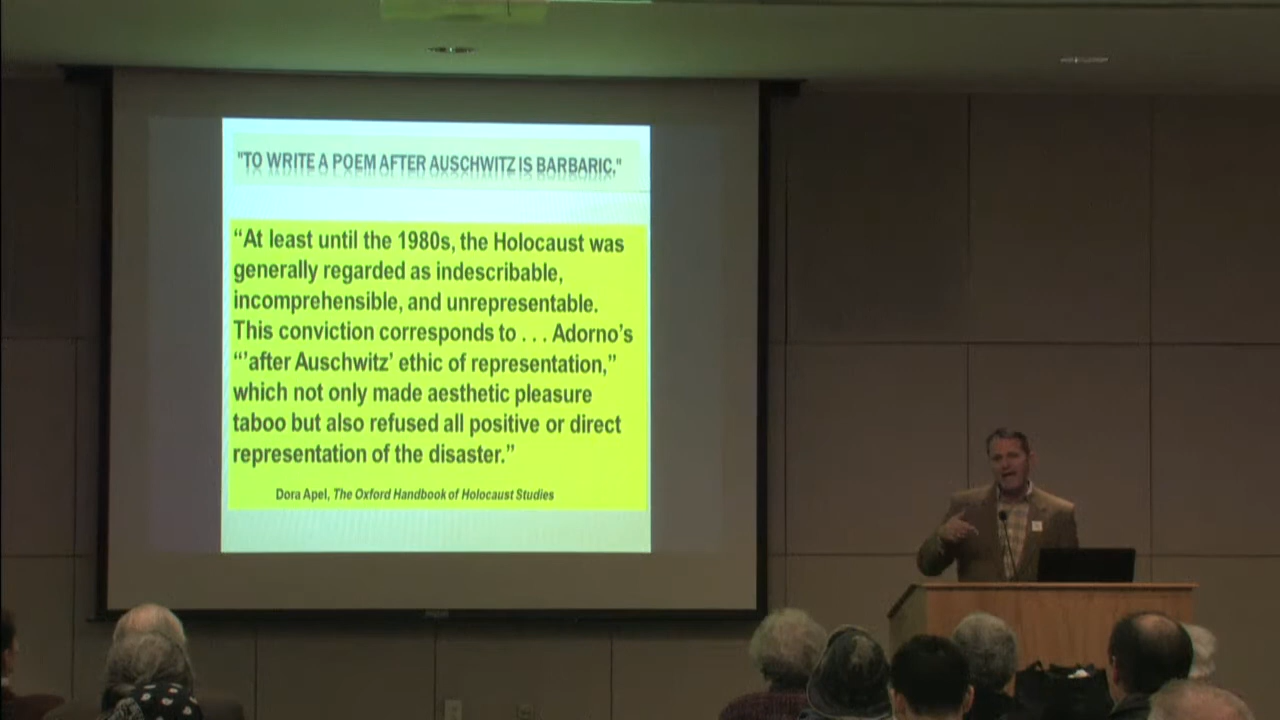 "TO WRITE A POEM AFTER AUSCHWITZ IS BARBARIC."
“At least until the 1980s, the Holocaust was
generally regarded as indescribable,
incomprehensible, and unrepresentable.
This conviction corresponds to . . . Adorno’s
“’after Auschwitz’ ethic of representation,”
which not only made aesthetic pleasure
taboo but also refused all positive or direct
representation of the disaster.”
Dora Apel, The Oxford Handbook of Holocaust Studies